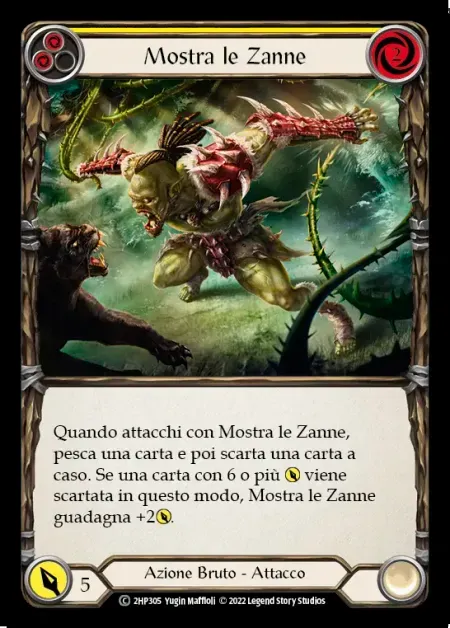 Mostra le Zanne
2
Quando attacchi con Mostra le Zanne,
pesca una carta e poi scarta una carta a
caso. Se una carta con 6 o più viene
scartata in questo modo, Mostra le Zanne
guadagna +2.
5
Azione Bruto - Attacco
C 2HP305 Yugin Maffioli © 2022 Legend Story Studios